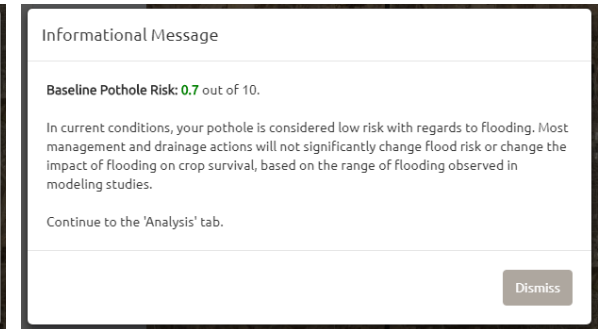 Informational Message
Baseline Pothole Risk: 0.7 out of 10.
In current conditions, your pothole is considered low risk with regards to flooding. Most
management and drainage actions will not significantly change flood risk or change the
impact of flooding on crop survival, based on the range of flooding observed in
modeling studies.
Continue to the 'Analysis' tab.
Dismiss